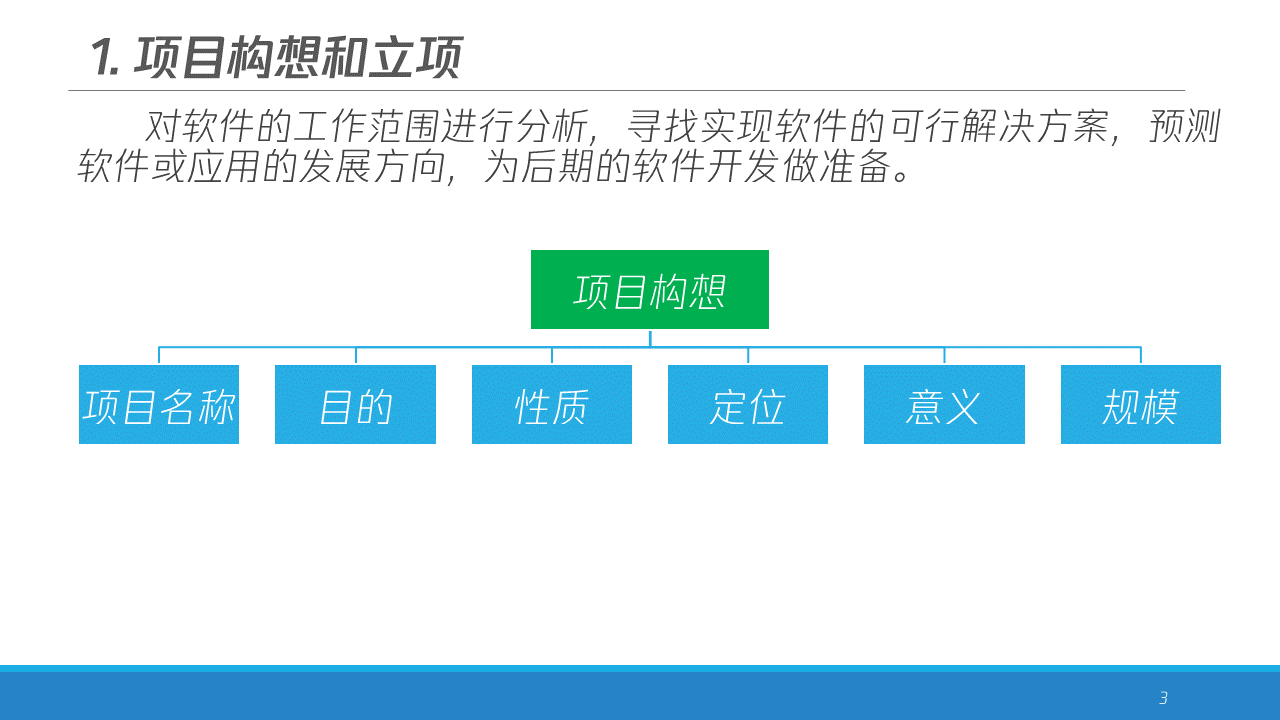 1. 项目构想和立项
对软件的工作范围进行分析，寻找实现软件的可行解决方案，预测
软件或应用的发展方向，为后期的软件开发做准备。
项目构想
项目名称
目的
性质
定位
意义
规模
3